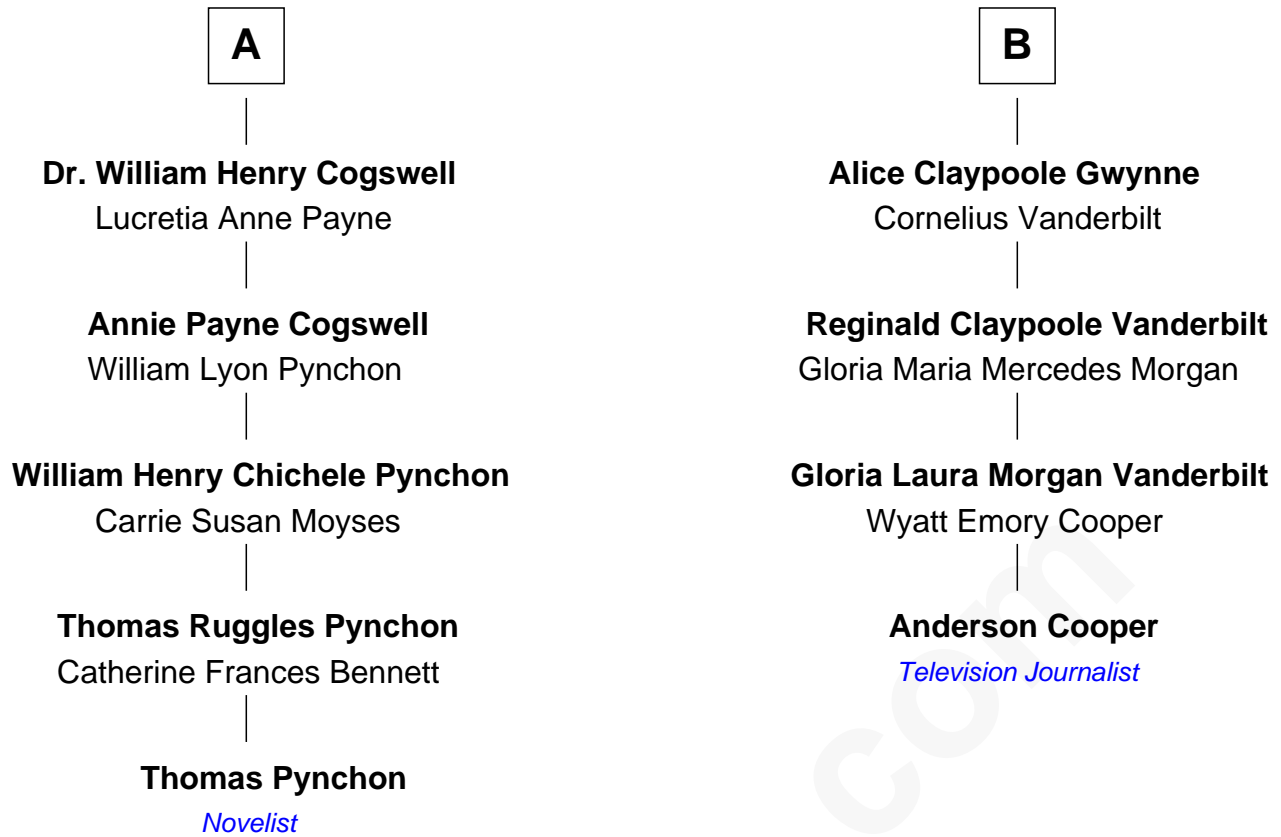 A
Dr. William Henry Cogswell
Lucretia Anne Payne
Annie Payne Cogswell
William Lyon Pynchon
William Henry Chichele Pynchon
Carrie Susan Moyses
Thomas Ruggles Pynchon
Catherine Frances Bennett
Thomas Pynchon
Novelist
B
Alice Claypoole Gwynne
Cornelius Vanderbilt
Reginald Claypoole Vanderbilt
Gloria Maria Mercedes Morgan
Gloria Laura Morgan Vanderbilt
Wyatt Emory Cooper
Anderson Cooper
Television Journalist
com